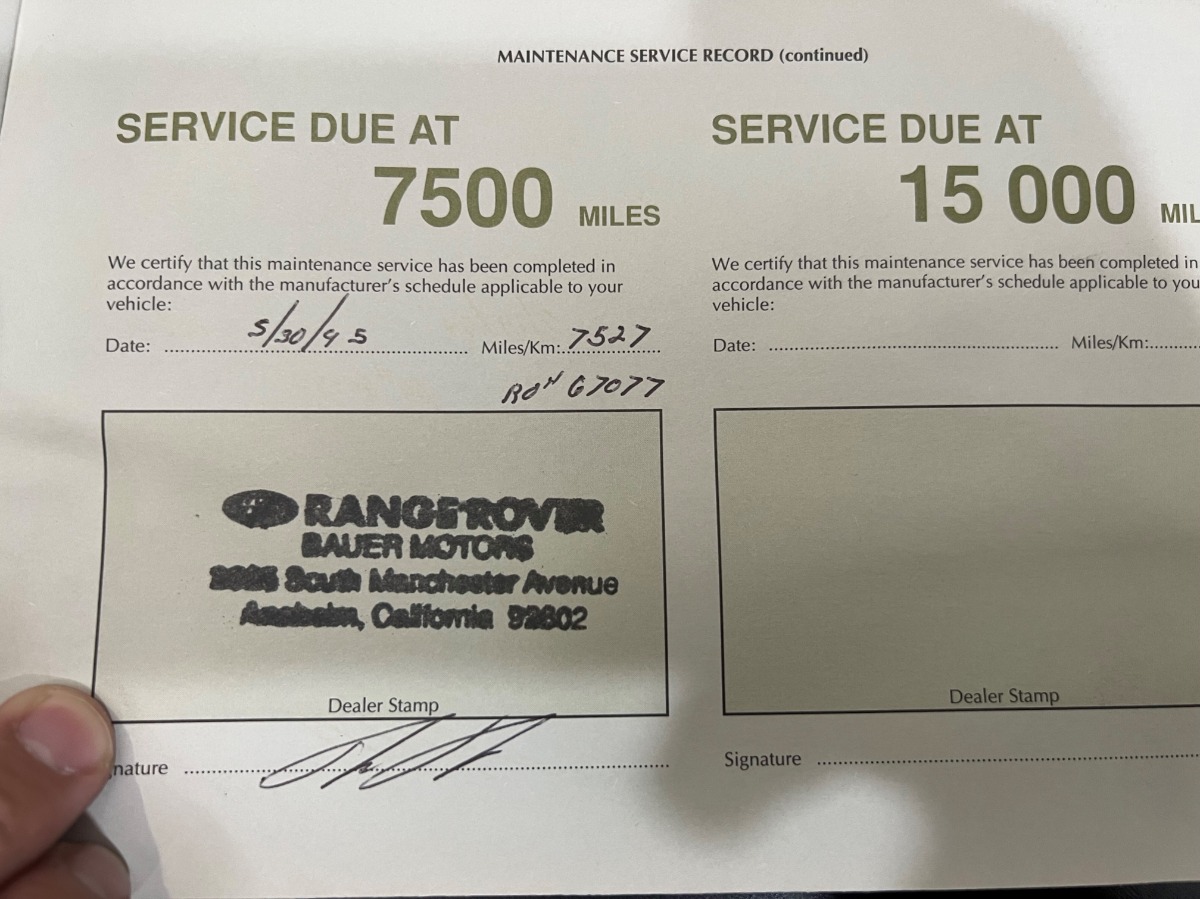 MAINTENANCE SERVICE RECORD (continued)
SERVICE DUE AT
7500 MILES
We certify that this maintenance service has been completed in
accordance with the manufacturer's schedule applicable to your
vehicle:
Date: 5/30/95 Miles/Km: 7527
RO# 67077
RANGE ROVER
BAUER MOTORS
South Manchester Avenue
Anaheim, California 92802
Dealer Stamp
nature
SERVICE DUE AT
15 000 MIL
We certify that this maintenance service has been completed in
accordance with the manufacturer's schedule applicable to you
vehicle:
Date: Miles/Km:
Dealer Stamp
Signature